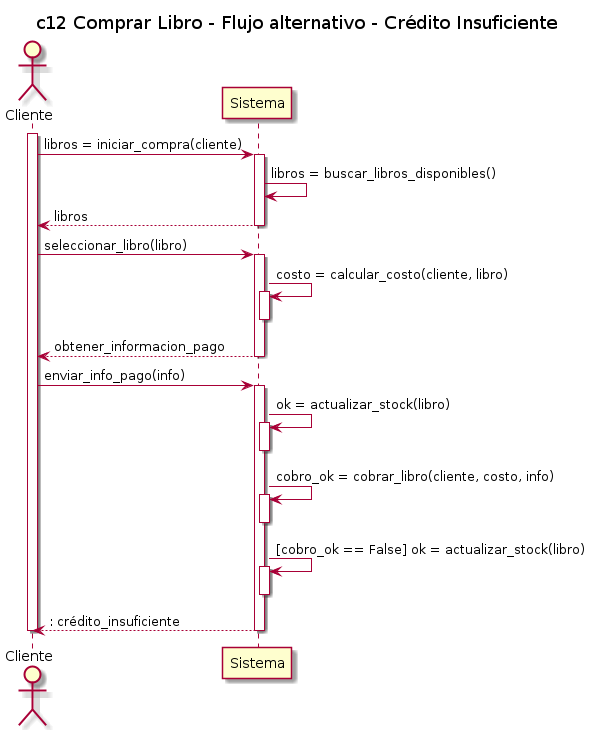 c12 Comprar Libro - Flujo alternativo - Crédito Insuficiente
Cliente
Sistema
libros = iniciar_compra(cliente)
libros = buscar_libros_disponibles()
libros
seleccionar_libro(libro)
costo = calcular_costo(cliente, libro)
obtener_informacion_pago
enviar_info_pago(info)
ok = actualizar_stock(libro)
cobro_ok = cobrar_libro(cliente, costo, info)
[cobro_ok == False] ok = actualizar_stock(libro)
: crédito_insuficiente
Cliente
Sistema